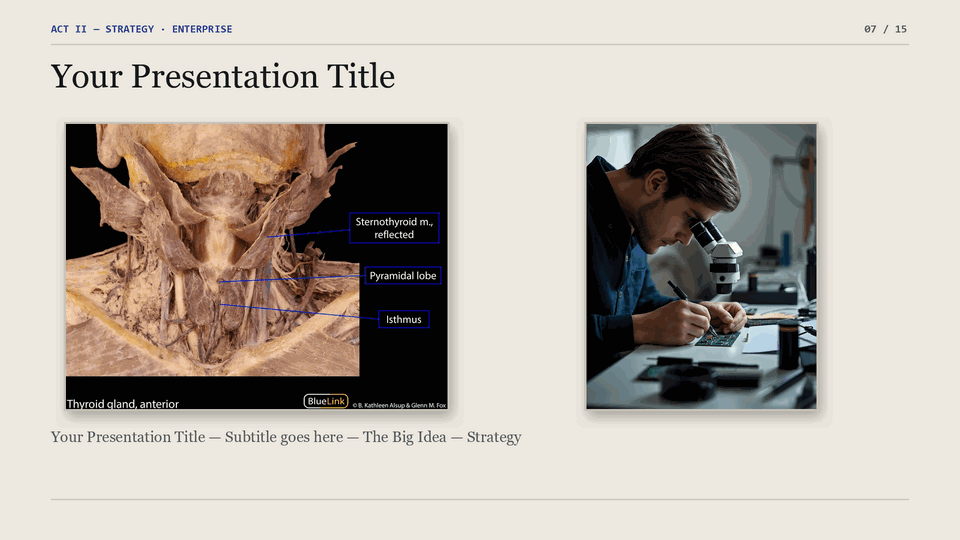 ACT II — STRATEGY · ENTERPRISE
07 / 15
Your Presentation Title
Sternothyroid m.,
reflected
Pyramidal lobe
Isthmus
Thyroid gland, anterior
BlueLink
© B. Kathleen Alsup & Glenn M. Fox
Your Presentation Title — Subtitle goes here — The Big Idea — Strategy